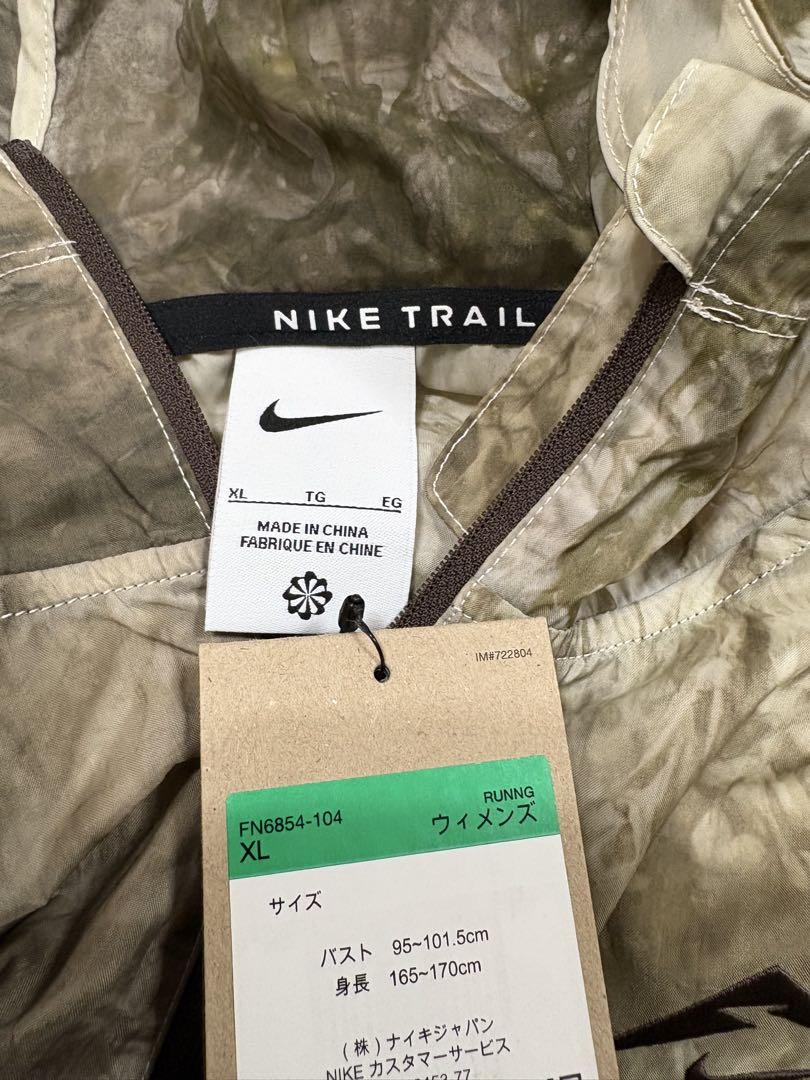 NIKE TRAIL
XL TG EG
MADE IN CHINA
FABRIQUE EN CHINE
IM#722804
RUNNG
FN6854-104 ウィメンズ
XL
サイズ
バスト 95~101.5cm
身長 165~170cm
(株)ナイキジャパン
NIKE カスタマーサービス